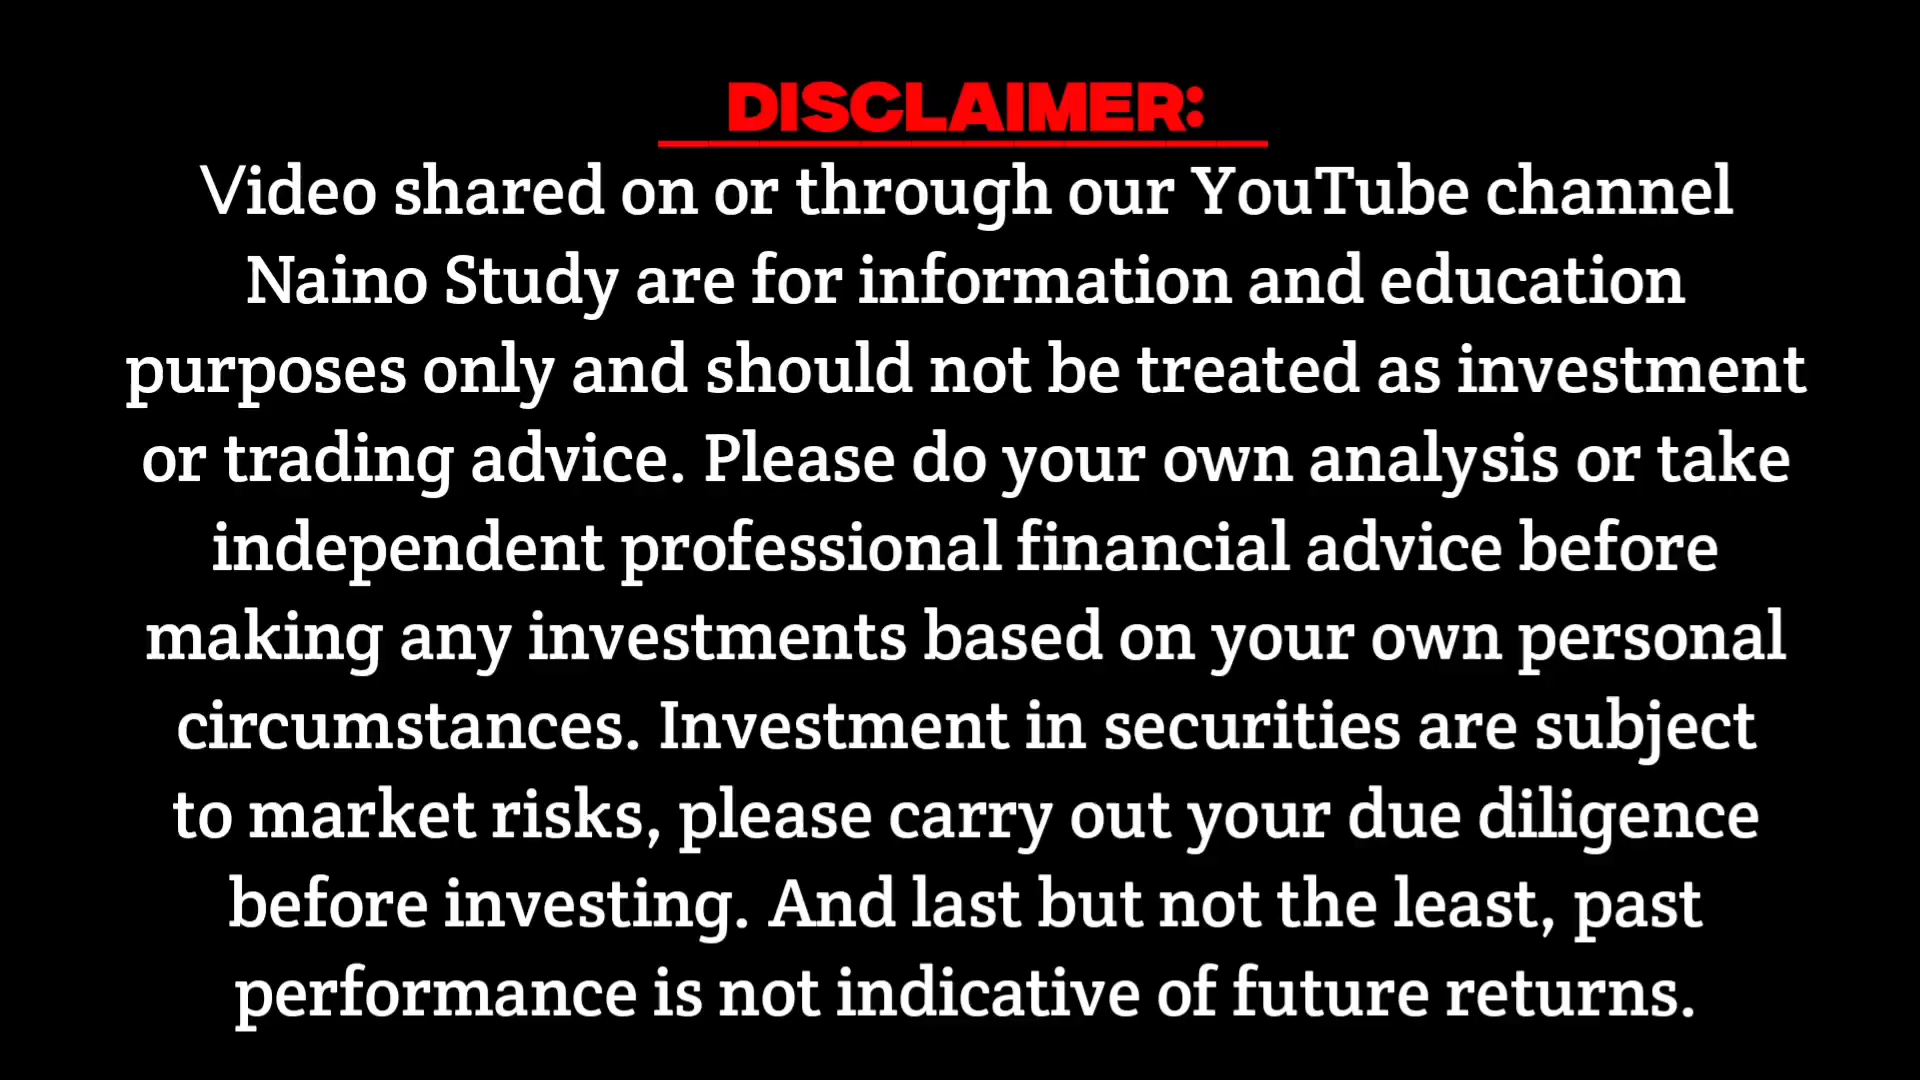 DISCLAIMER:
Video shared on or through our YouTube channel
Naino Study are for information and education
purposes only and should not be treated as investment
or trading advice. Please do your own analysis or take
independent professional financial advice before
making any investments based on your own personal
circumstances. Investment in securities are subject
to market risks, please carry out your due diligence
before investing. And last but not the least, past
performance is not indicative of future returns.